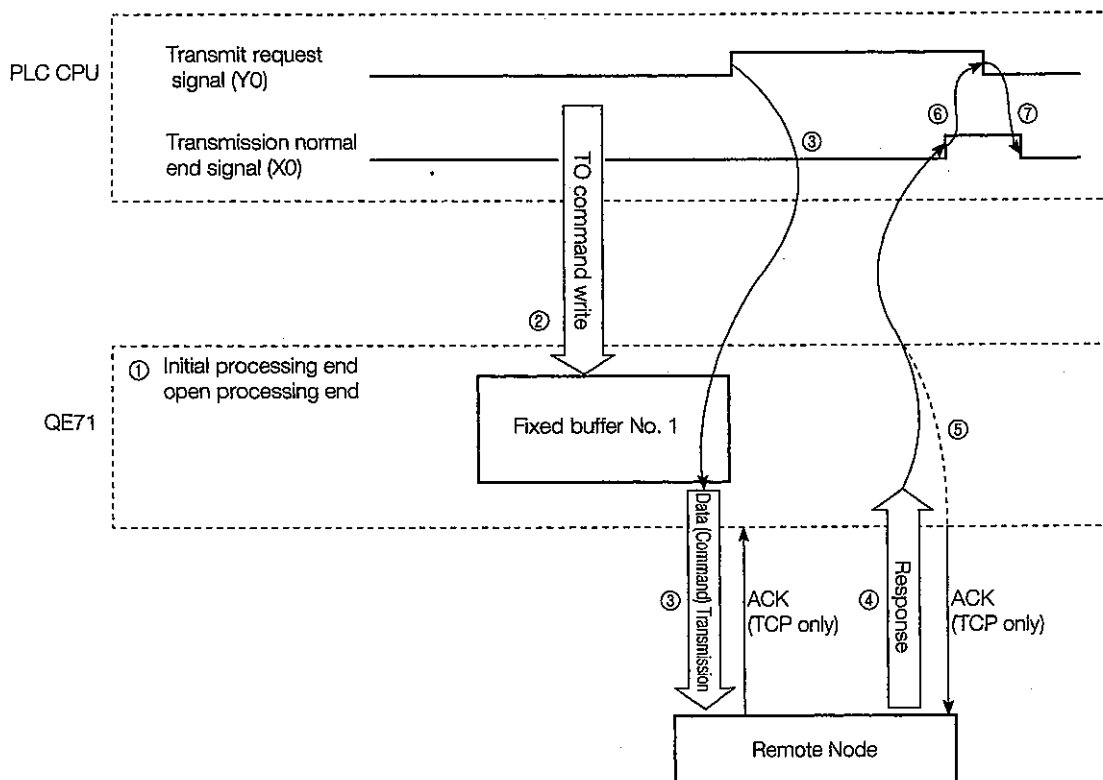 PLC CPU
Transmit request
signal (Y0)
Transmission normal
end signal (X0)
⑥
⑦
③
TO command write
②
① Initial processing end
open processing end
QE71
Fixed buffer No. 1
⑤
③
Data (Command) Transmission
ACK
(TCP only)
④
Response
ACK
(TCP only)
Remote Node